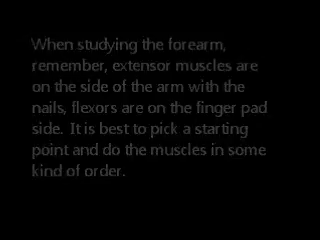 When studying the forearm,
remember, extensor muscles are
on the side of the arm with the
nails, flexors are on the finger pad
side.  It is best to pick a starting
point and do the muscles in some
kind of order.